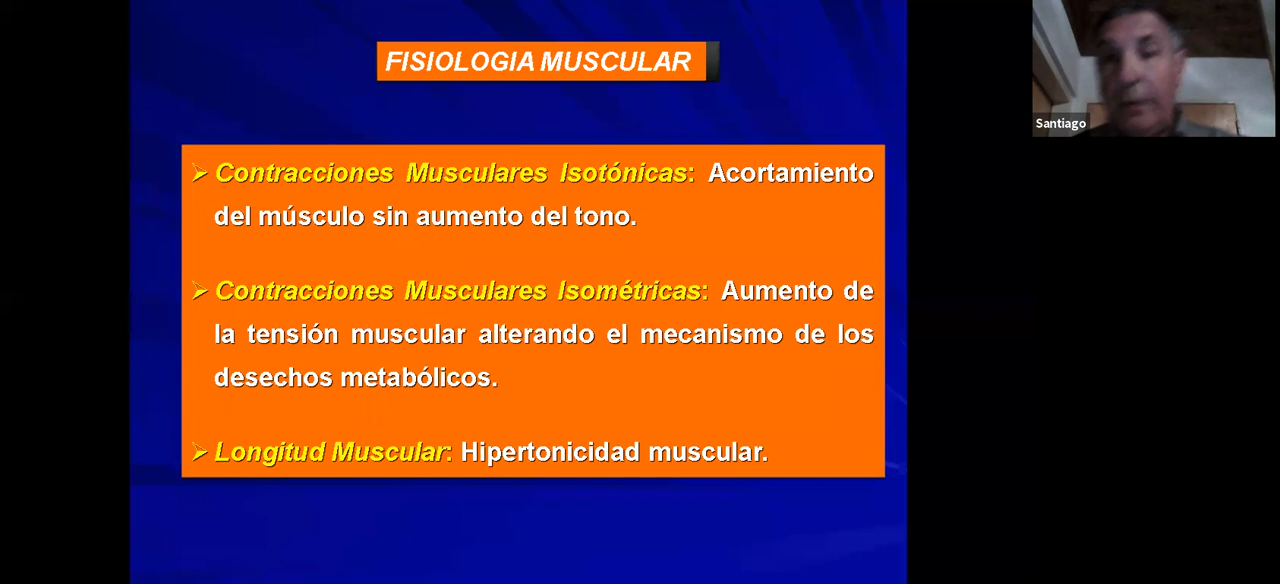 FISIOLOGIA MUSCULAR
Santiago
➢ Contracciones Musculares Isotónicas: Acortamiento
del músculo sin aumento del tono.
➢ Contracciones Musculares Isométricas: Aumento de
la tensión muscular alterando el mecanismo de los
desechos metabólicos.
➢ Longitud Muscular: Hipertonicidad muscular.